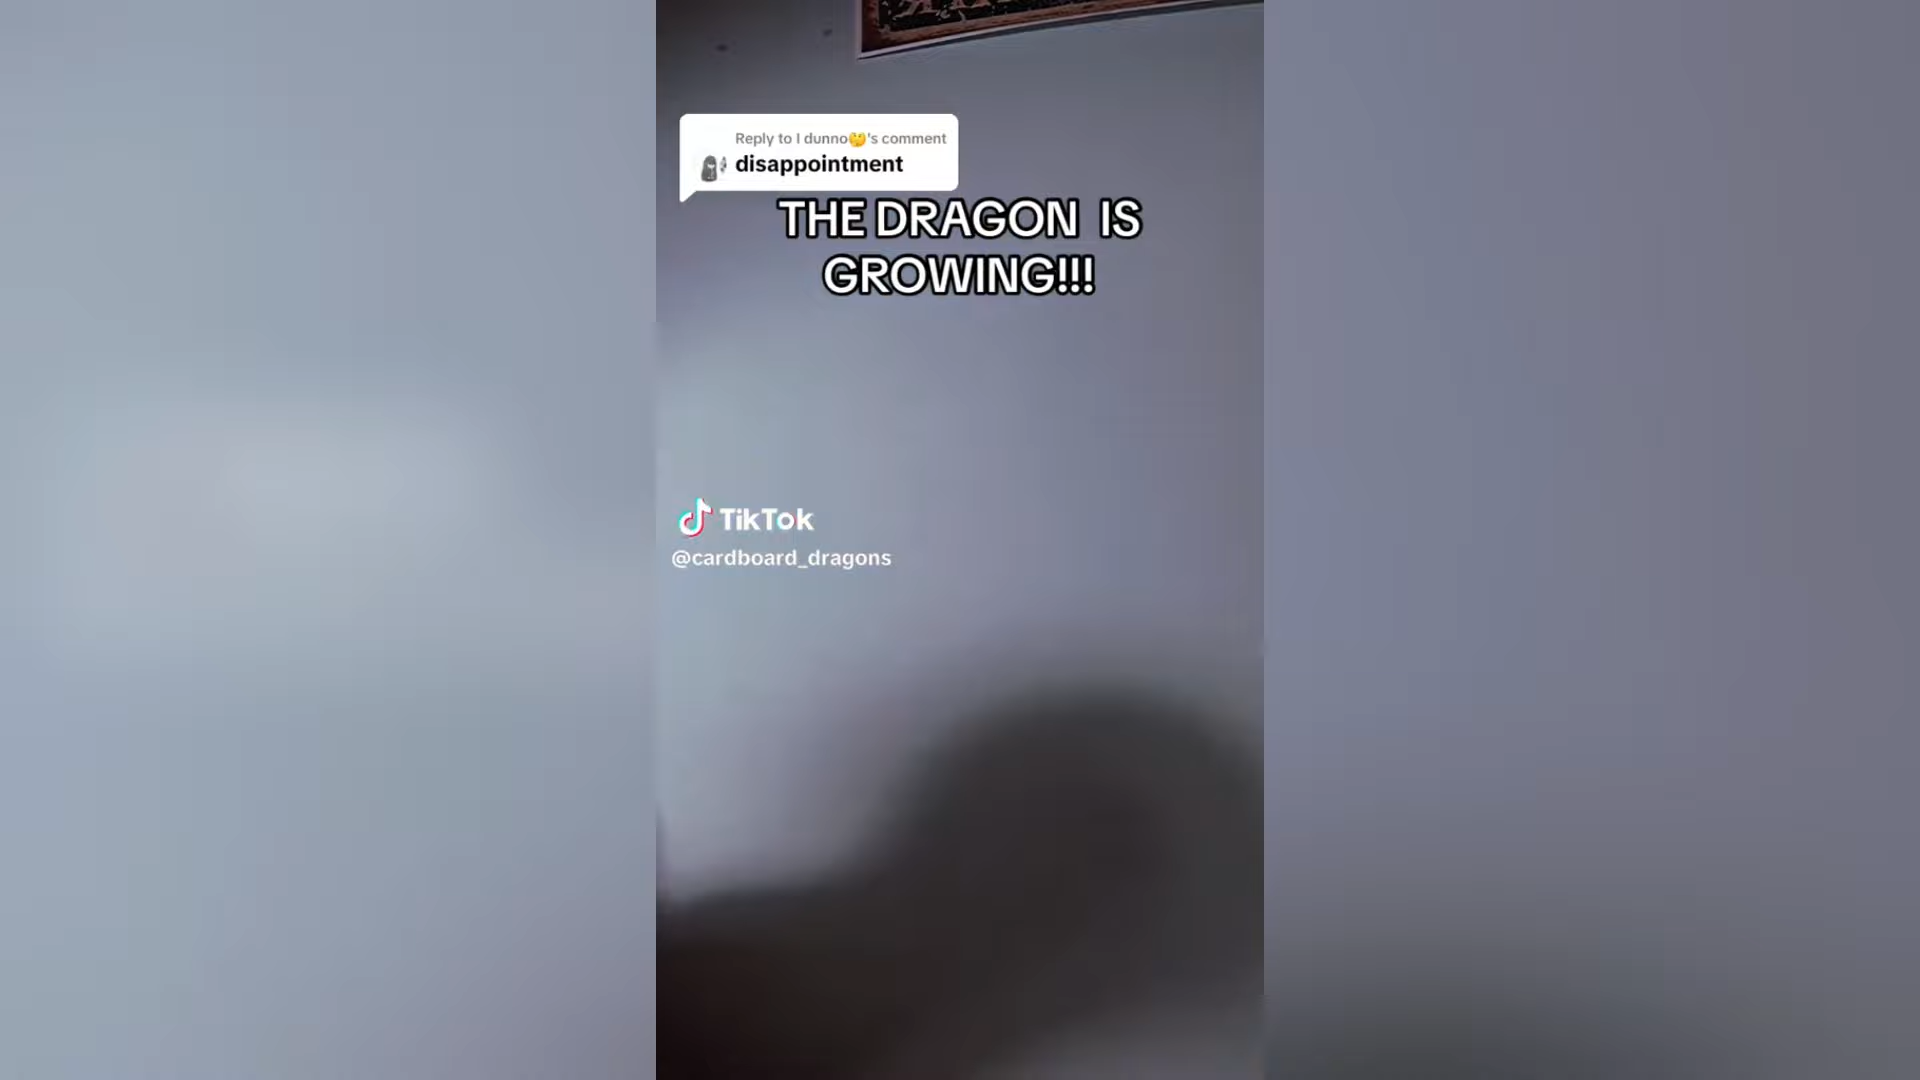 Reply to I dunno🤔's comment
disappointment
THE DRAGON IS
GROWING!!!
TikTok
@cardboard_dragons